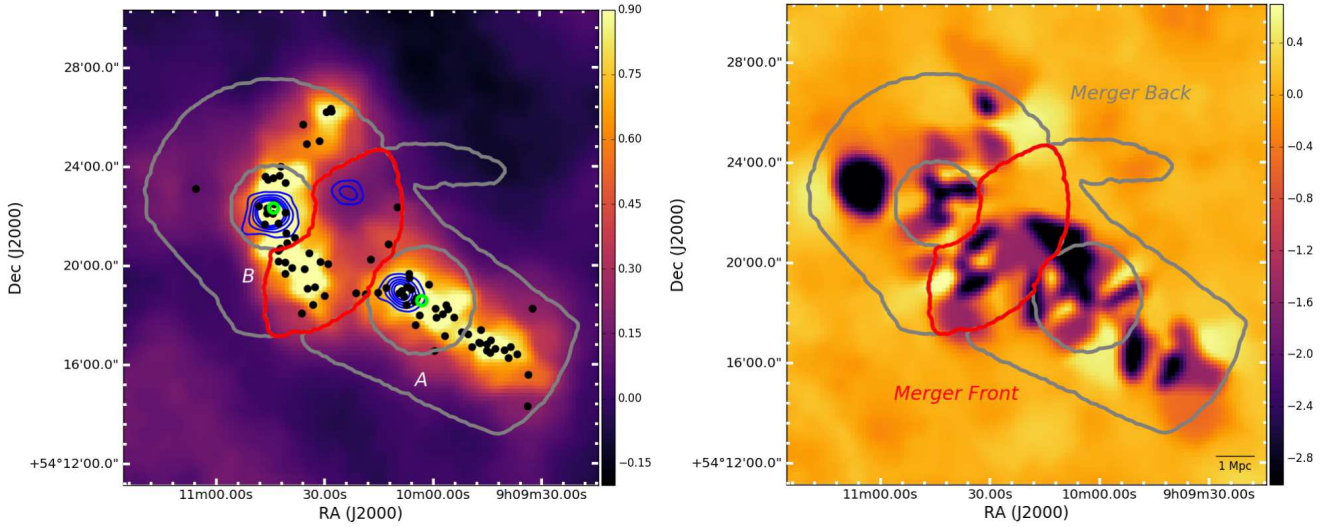 0.90
28'00.0"
0.75
24'00.0"
0.60
0.45
B
20'00.0"
0.30
0.15
16'00.0"
A
0.00
+54°12'00.0"
−0.15
11m00.00s
30.00s
10m00.00s
9h09m30.00s
RA (J2000)
Dec (J2000)
28'00.0"
0.4
Merger Back
0.0
24'00.0"
−0.4
−0.8
20'00.0"
−1.2
−1.6
16'00.0"
Merger Front
−2.0
−2.4
+54°12'00.0"
1 Mpc
−2.8
11m00.00s
30.00s
10m00.00s
9h09m30.00s
RA (J2000)
Dec (J2000)